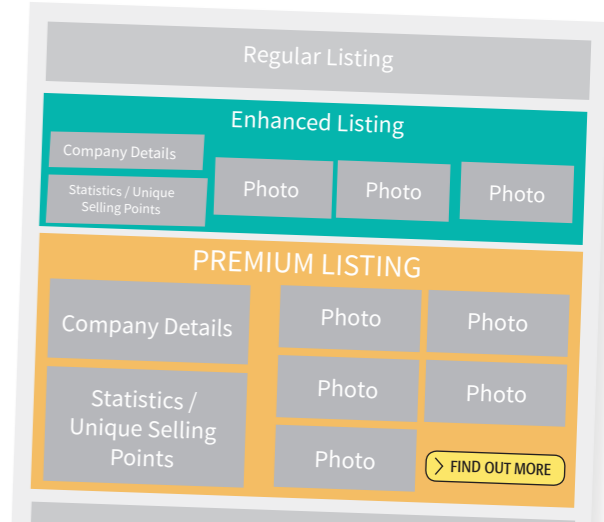 Regular Listing
Enhanced Listing
Company Details
Statistics / Unique
Selling Points
Photo
Photo
Photo
PREMIUM LISTING
Company Details
Statistics /
Unique Selling
Points
Photo
Photo
Photo
Photo
Photo
FIND OUT MORE